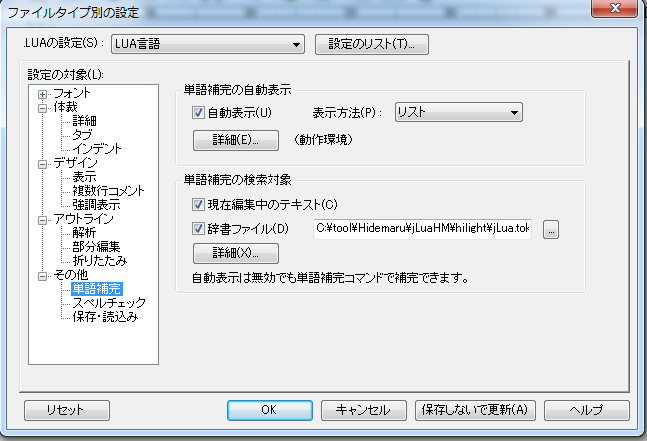 ファイルタイプ別の設定
.LUAの設定(S):
LUA言語
設定のリスト(T)...
設定の対象(L):
フォント
体裁
詳細
タブ
インデント
デザイン
表示
複数行コメント
強調表示
アウトライン
解析
部分編集
折りたたみ
その他
単語補完
スペルチェック
保存・読込み
単語補完の自動表示
自動表示(U)
表示方法(P):
リスト
詳細(E)...
(動作環境)
単語補完の検索対象
現在編集中のテキスト(C)
辞書ファイル(D)
C:¥tool¥Hidemaru¥jLuaHM¥hilight¥jLua.tok
...
詳細(X)...
自動表示は無効でも単語補完コマンドで補完できます。
リセット
OK
キャンセル
保存しないで更新(A)
ヘルプ